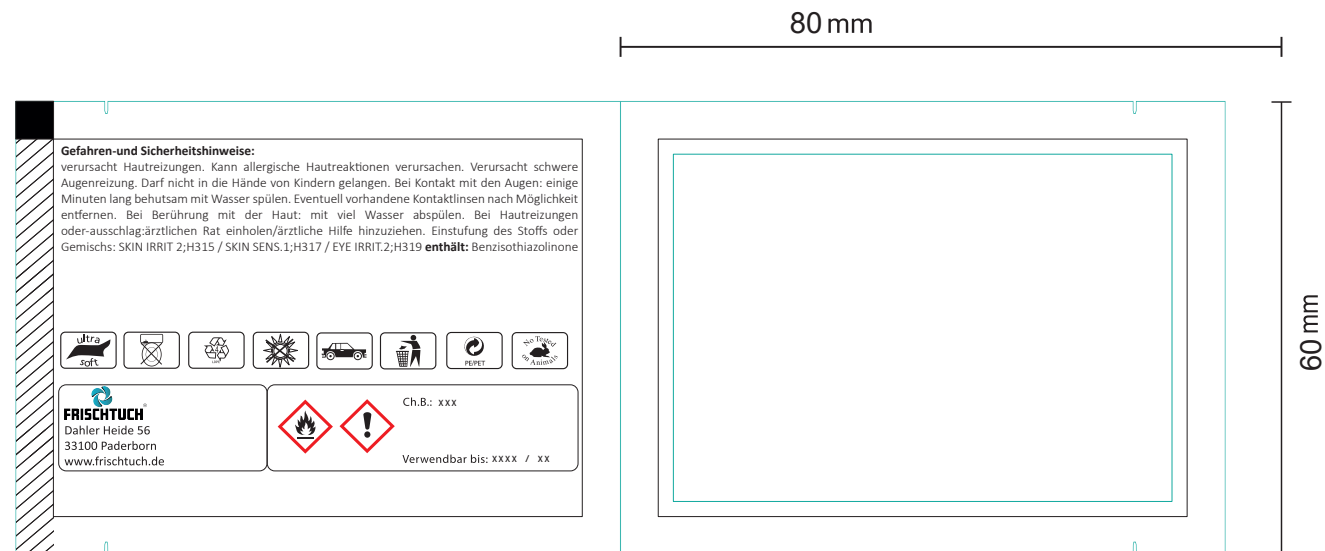 80 mm
60 mm
Gefahren-und Sicherheitshinweise:
verursacht Hautreizungen. Kann allergische Hautreaktionen verursachen. Verursacht schwere
Augenreizung. Darf nicht in die Hände von Kindern gelangen. Bei Kontakt mit den Augen: einige
Minuten lang behutsam mit Wasser spülen. Eventuell vorhandene Kontaktlinsen nach Möglichkeit
entfernen. Bei Berührung mit der Haut: mit viel Wasser abspülen. Bei Hautreizungen
oder-ausschlag:ärztlichen Rat einholen/ärztliche Hilfe hinzuziehen. Einstufung des Stoffs oder
Gemischs: SKIN IRRIT 2;H315 / SKIN SENS.1;H317 / EYE IRRIT.2;H319 enthält: Benzisothiazolinone
ultra
soft
PE/PET
No Tested
on Animals
FRISCHTUCH®
Dahler Heide 56
33100 Paderborn
www.frischtuch.de
Ch.B.: xxx
Verwendbar bis: xxxx / xx